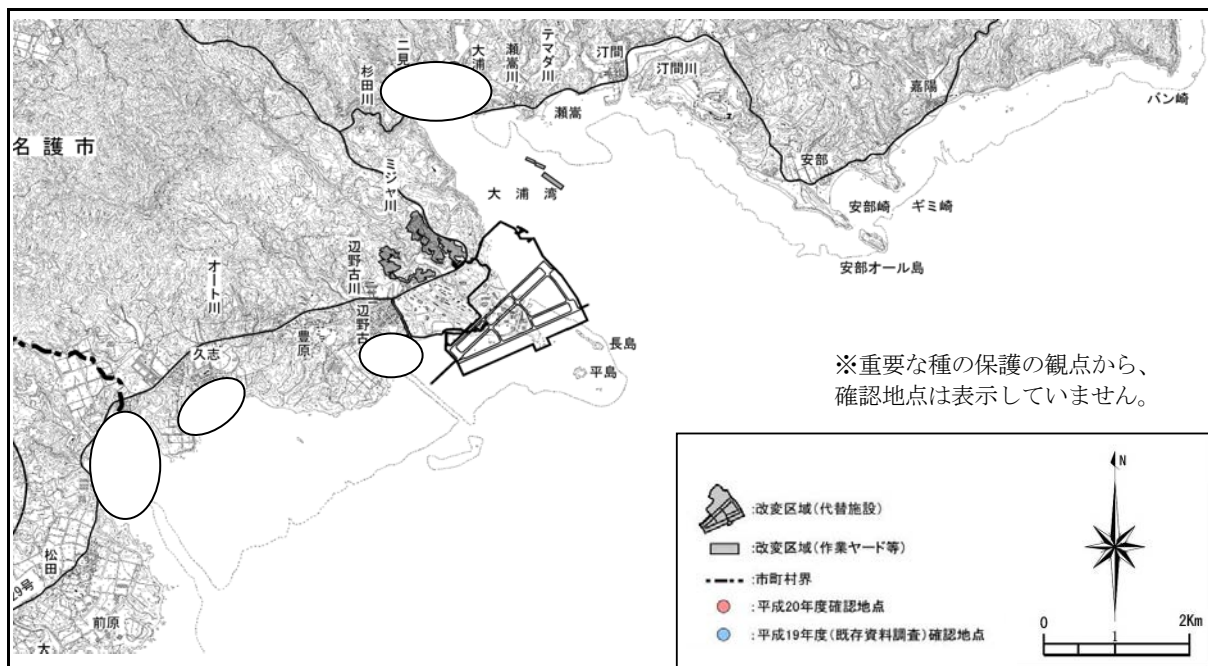 二見
大浦
瀬嵩川
テマダ川
汀間
汀間川
嘉陽
バン崎
杉田川
瀬嵩
名護市
安部
ミジャ川
大浦湾
安部崎
ギミ崎
安部オール島
辺野古川
オート川
辺野古
豊原
久志
長島
平島
※重要な種の保護の観点から、
確認地点は表示していません。
松田
29号
前原
大
:改変区域(代替施設)
:改変区域(作業ヤード等)
:市町村界
:平成20年度確認地点
:平成19年度(既存資料調査)確認地点
N
0 1 2Km